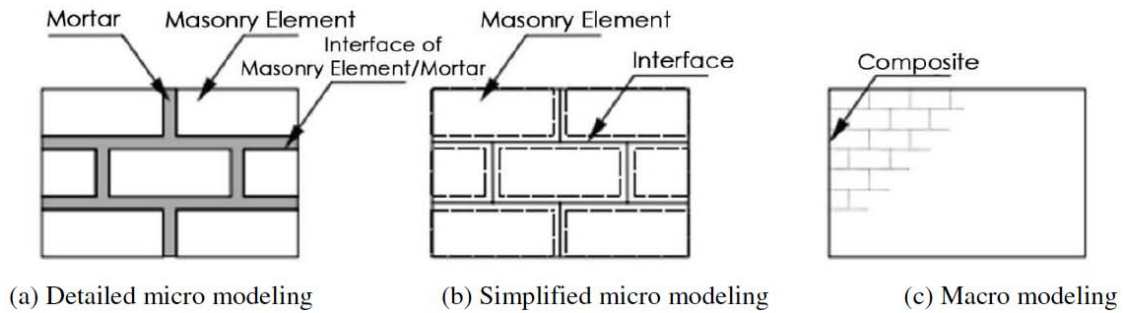 Mortar
Masonry Element
Interface of
Masonry Element/Mortar
Masonry Element
Interface
Composite
(a) Detailed micro modeling
(b) Simplified micro modeling
(c) Macro modeling